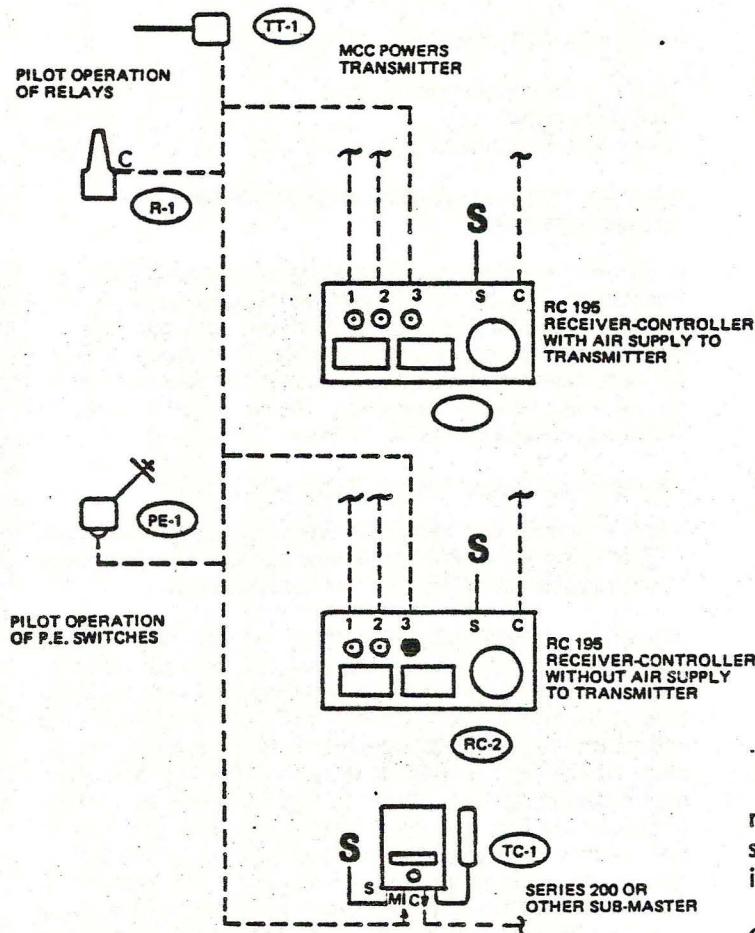 TT-1
MCC POWERS
TRANSMITTER
PILOT OPERATION
OF RELAYS
C
R-1
S
1 2 3 S C
RC 195
RECEIVER-CONTROLLER
WITH AIR SUPPLY TO
TRANSMITTER
PE-1
S
PILOT OPERATION
OF P.E. SWITCHES
1 2 3 S C
RC 195
RECEIVER-CONTROLLER
WITHOUT AIR SUPPLY
TO TRANSMITTER
RC-2
S
TC-1
S MI C
SERIES 200 OR
OTHER SUB-MASTER